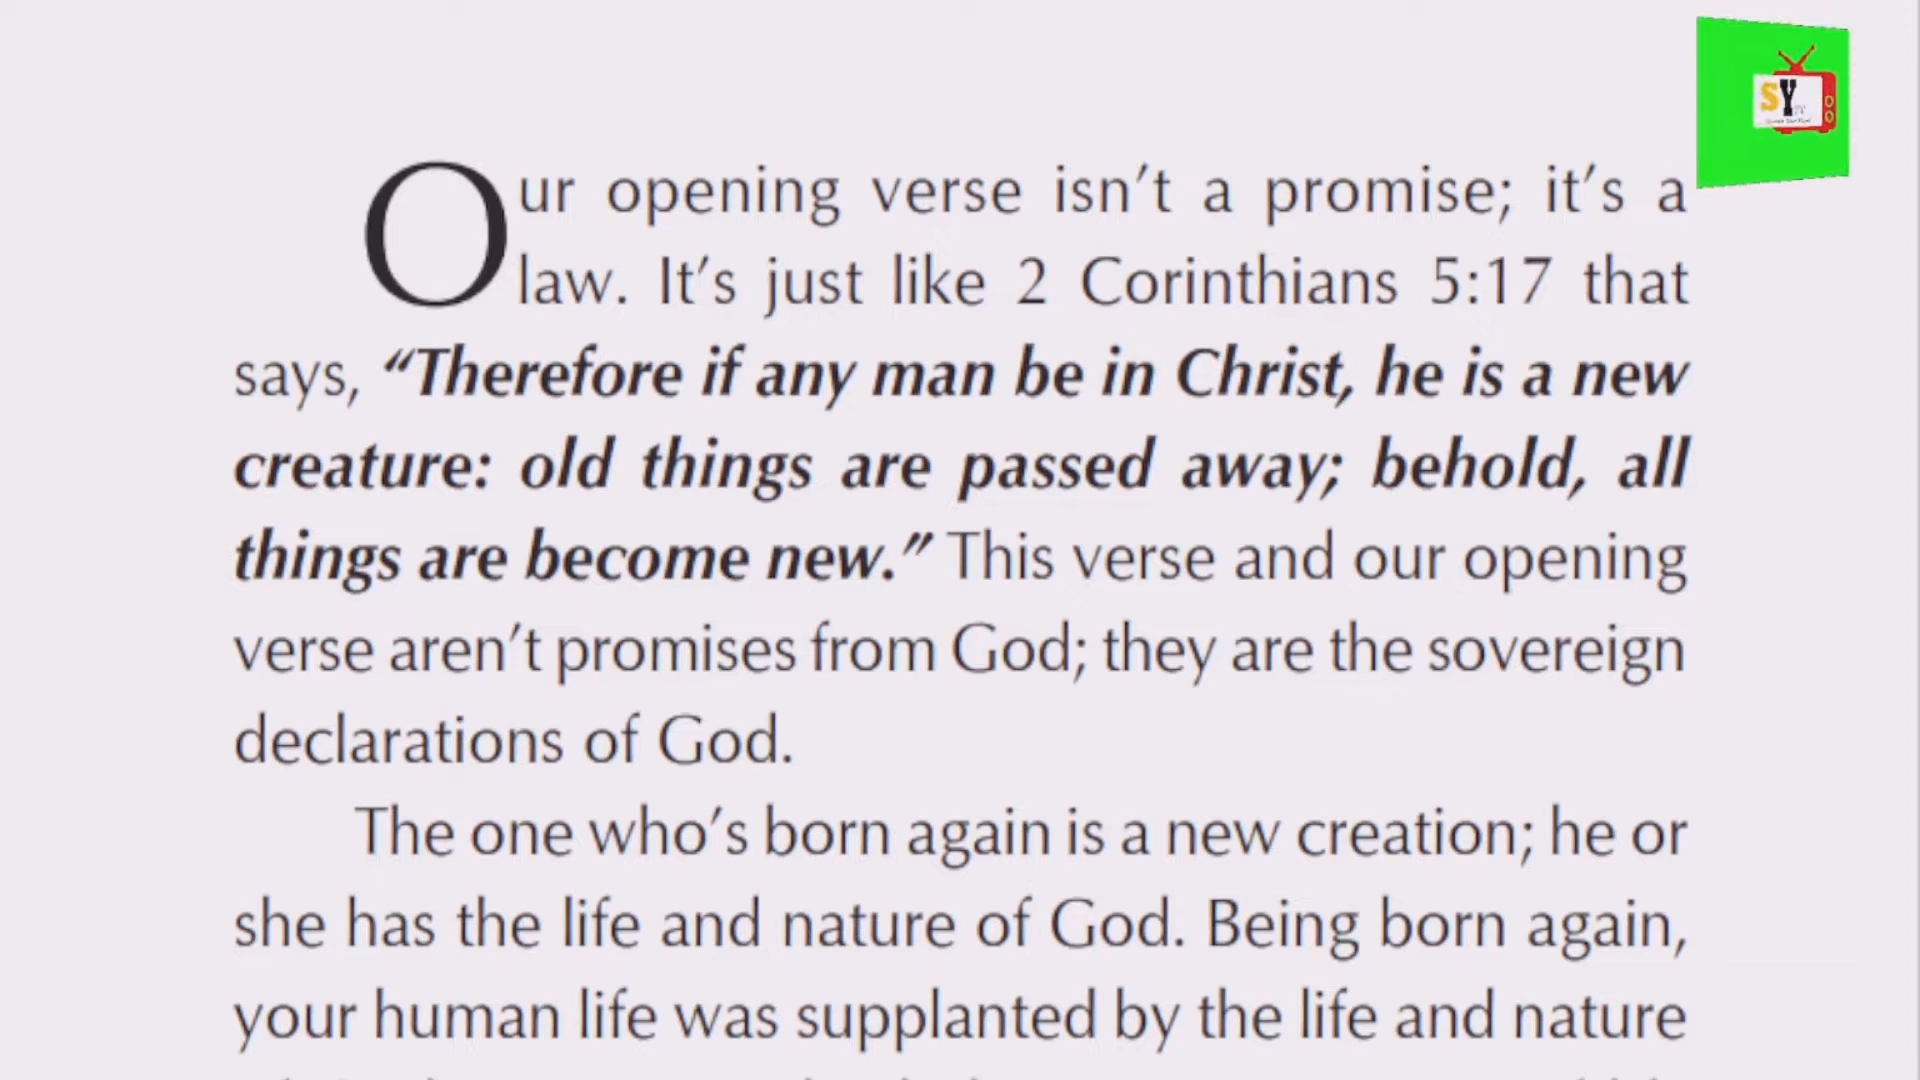 Our opening verse isn’t a promise; it’s a
law. It’s just like 2 Corinthians 5:17 that
says, “Therefore if any man be in Christ, he is a new
creature: old things are passed away; behold, all
things are become new.” This verse and our opening
verse aren’t promises from God; they are the sovereign
declarations of God.
The one who’s born again is a new creation; he or
she has the life and nature of God. Being born again,
your human life was supplanted by the life and nature
SY